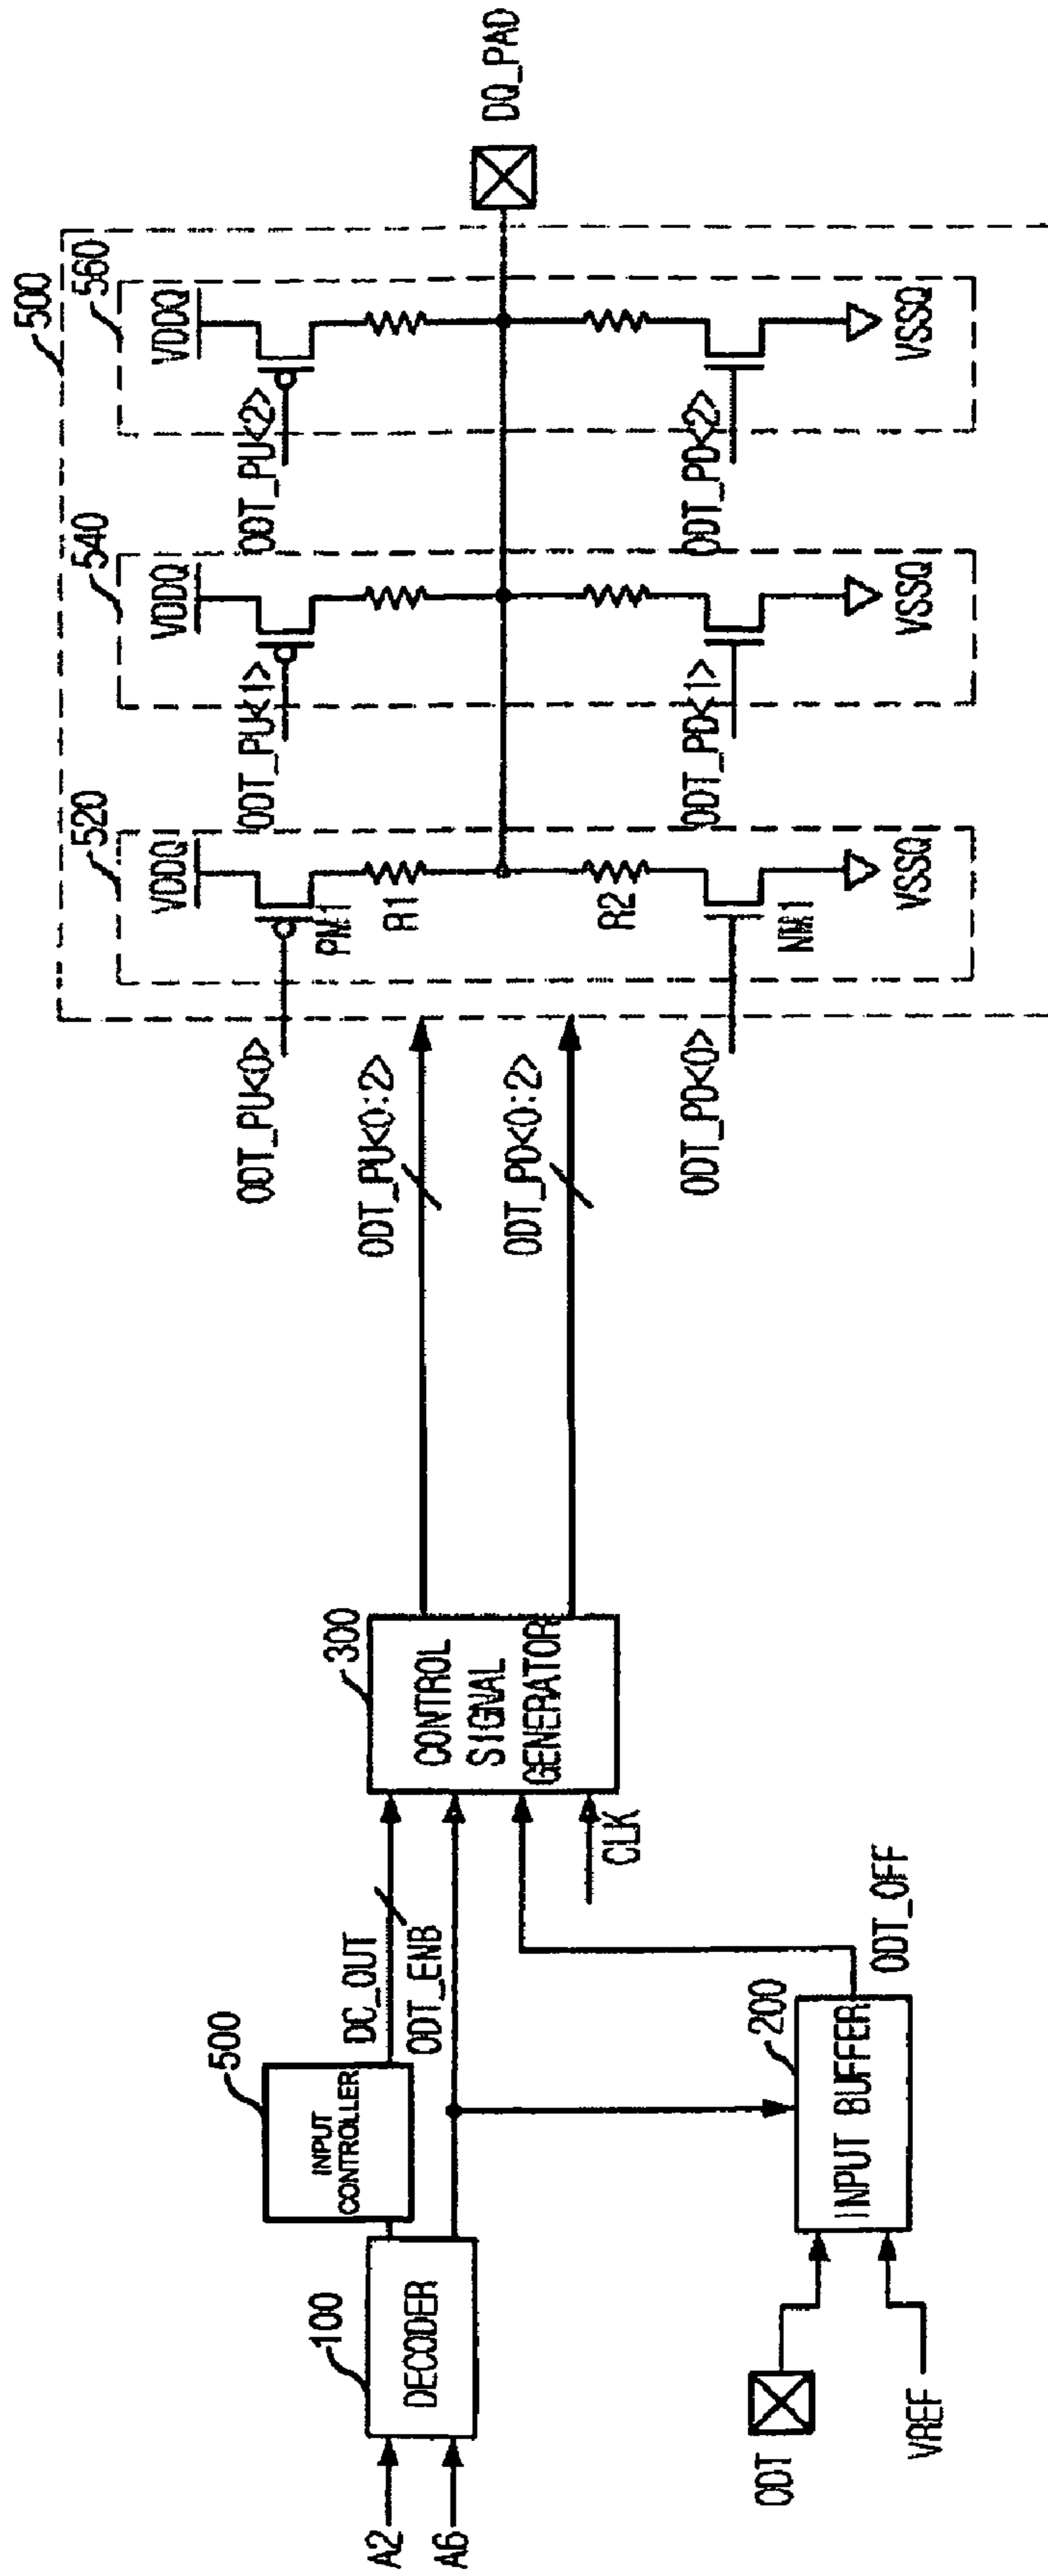 A2
A6
100
DECODER
500
INPUT
CONTROLLER
DC_OUT
ODT_ENB
ODT
VREF
200
INPUT BUFFER
ODT_OFF
CLK
300
CONTROL
SIGNAL
GENERATOR
ODT_PU<0:2>
ODT_PD<0:2>
500
520
VDDQ
ODT_PU<0>
PM1
R1
R2
NM1
ODT_PD<0>
VSSQ
540
VDDQ
ODT_PU<1>
ODT_PD<1>
VSSQ
560
VDDQ
ODT_PU<2>
ODT_PD<2>
VSSQ
DQ_PAD